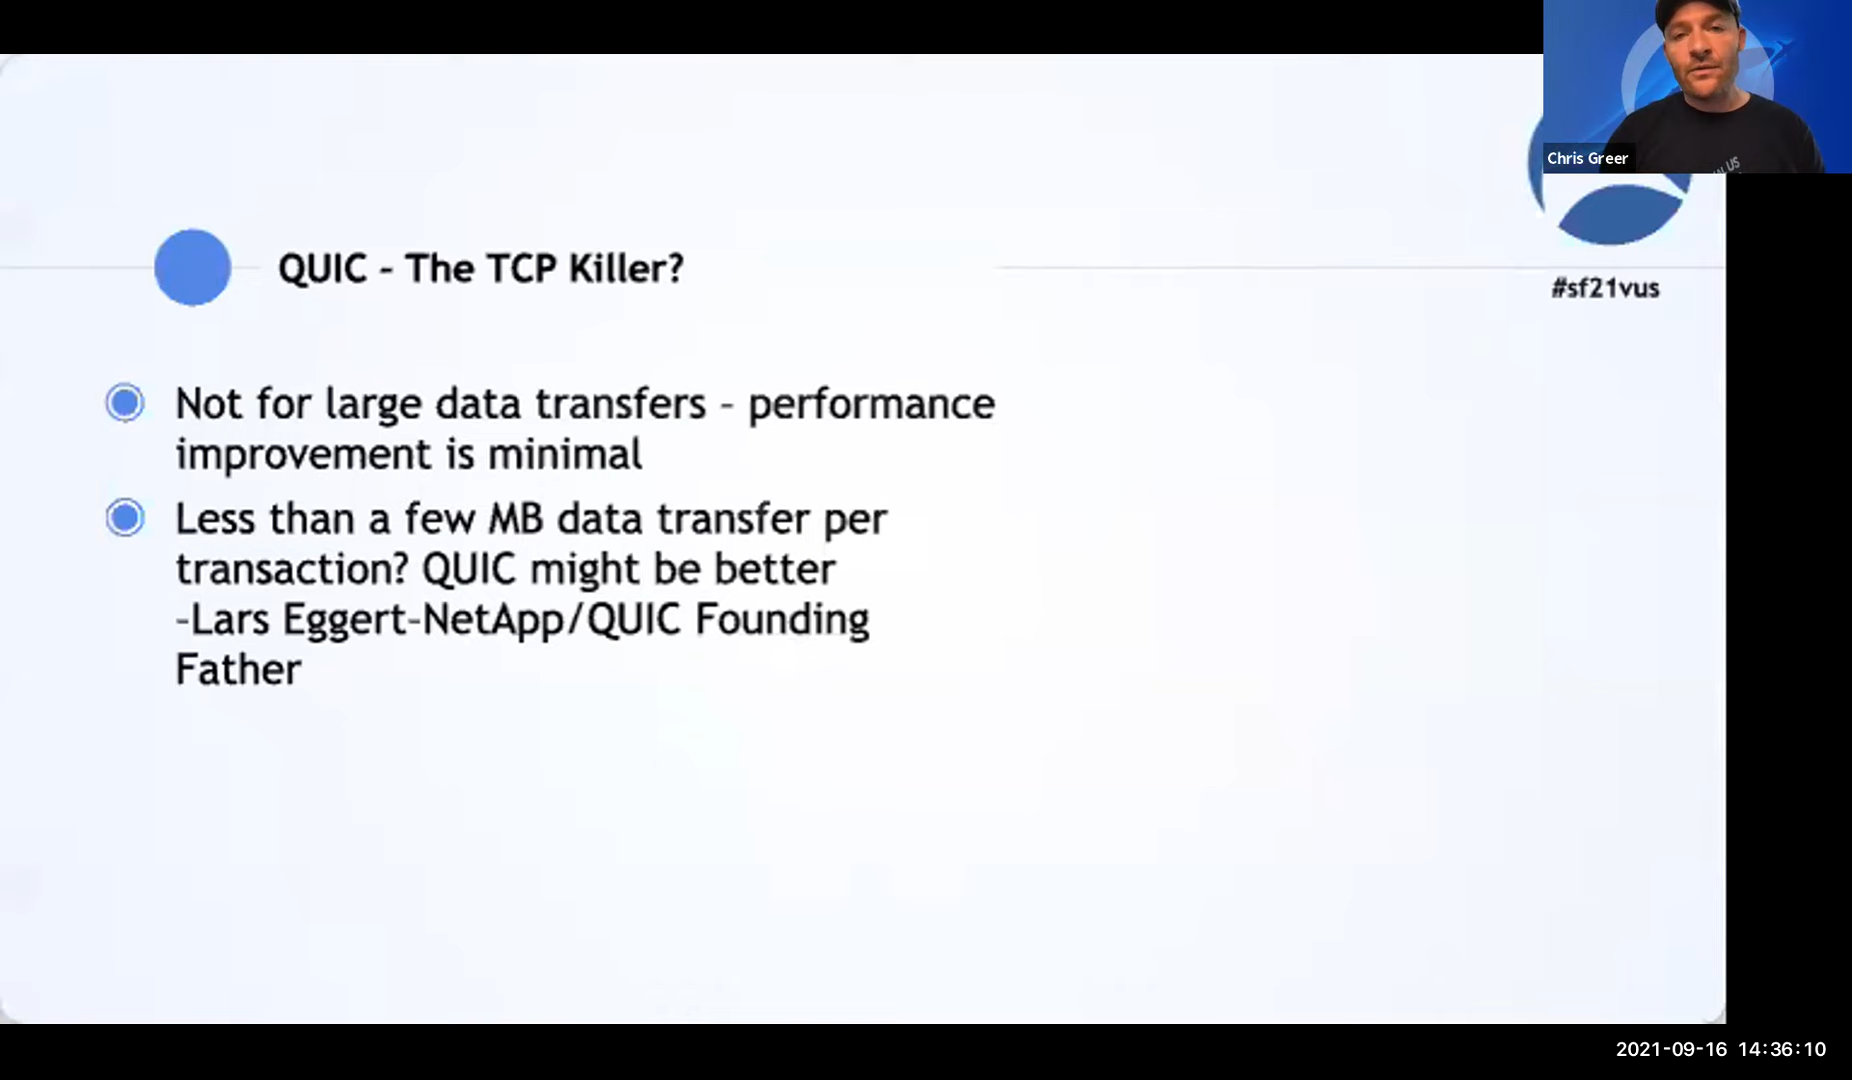 Chris Greer
QUIC – The TCP Killer?
#sf21vus
Not for large data transfers – performance
improvement is minimal
Less than a few MB data transfer per
transaction? QUIC might be better
–Lars Eggert–NetApp/QUIC Founding
Father
2021-09-16 14:36:10